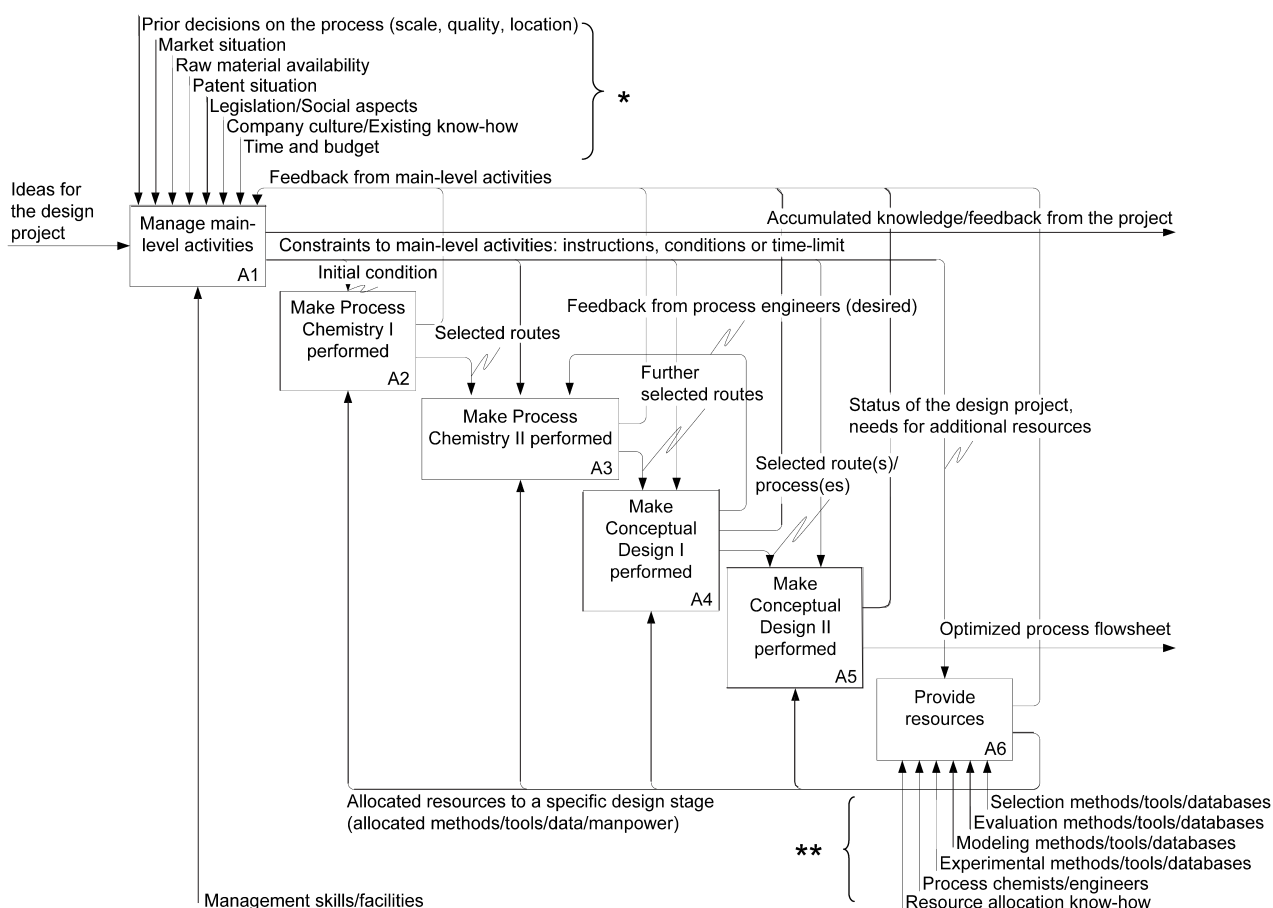 Prior decisions on the process (scale, quality, location)
Market situation
Raw material availability
Patent situation
Legislation/Social aspects
Company culture/Existing know-how
Time and budget
*
Feedback from main-level activities
Ideas for
the design
project
Manage main-
level activities
A1
Accumulated knowledge/feedback from the project
Constraints to main-level activities: instructions, conditions or time-limit
Initial condition
Make Process
Chemistry I
performed
A2
Selected routes
Feedback from process engineers (desired)
Make Process
Chemistry II performed
A3
Further
selected routes
Status of the design project,
needs for additional resources
Make
Conceptual
Design I
performed
A4
Selected route(s)/
process(es)
Make
Conceptual
Design II
performed
A5
Optimized process flowsheet
Provide
resources
A6
Allocated resources to a specific design stage
(allocated methods/tools/data/manpower)
**
Selection methods/tools/databases
Evaluation methods/tools/databases
Modeling methods/tools/databases
Experimental methods/tools/databases
Process chemists/engineers
Resource allocation know-how
Management skills/facilities